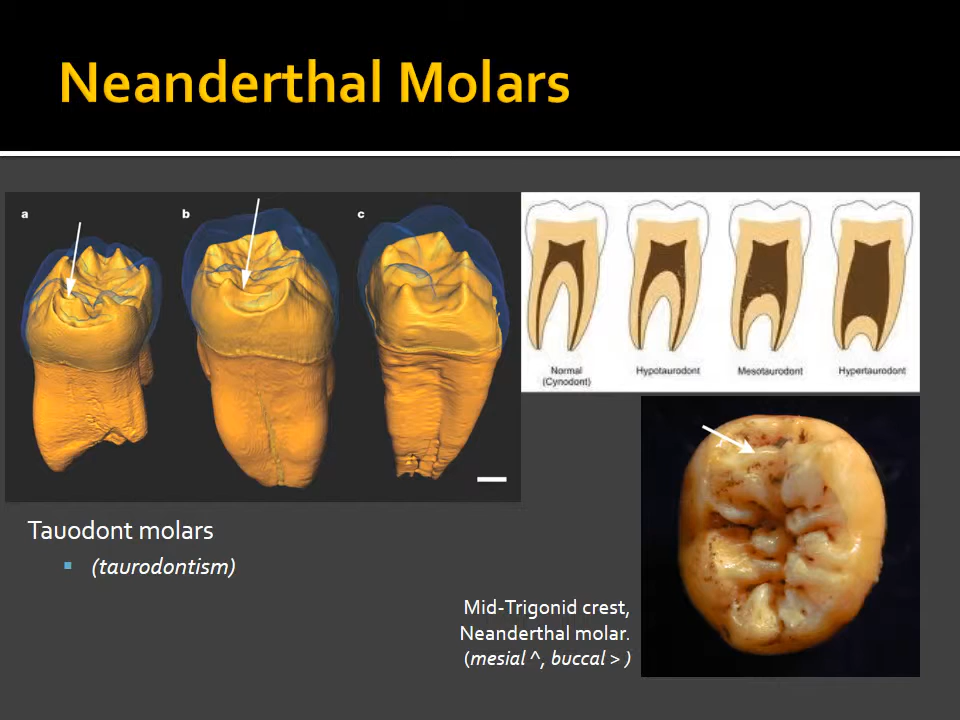 Neanderthal Molars
a
b
c
Normal
(Cynodont)
Hypotaurodont
Mesotaurodont
Hypertaurodont
Tauodont molars
(taurodontism)
Mid-Trigonid crest,
Neanderthal molar.
(mesial ^, buccal > )